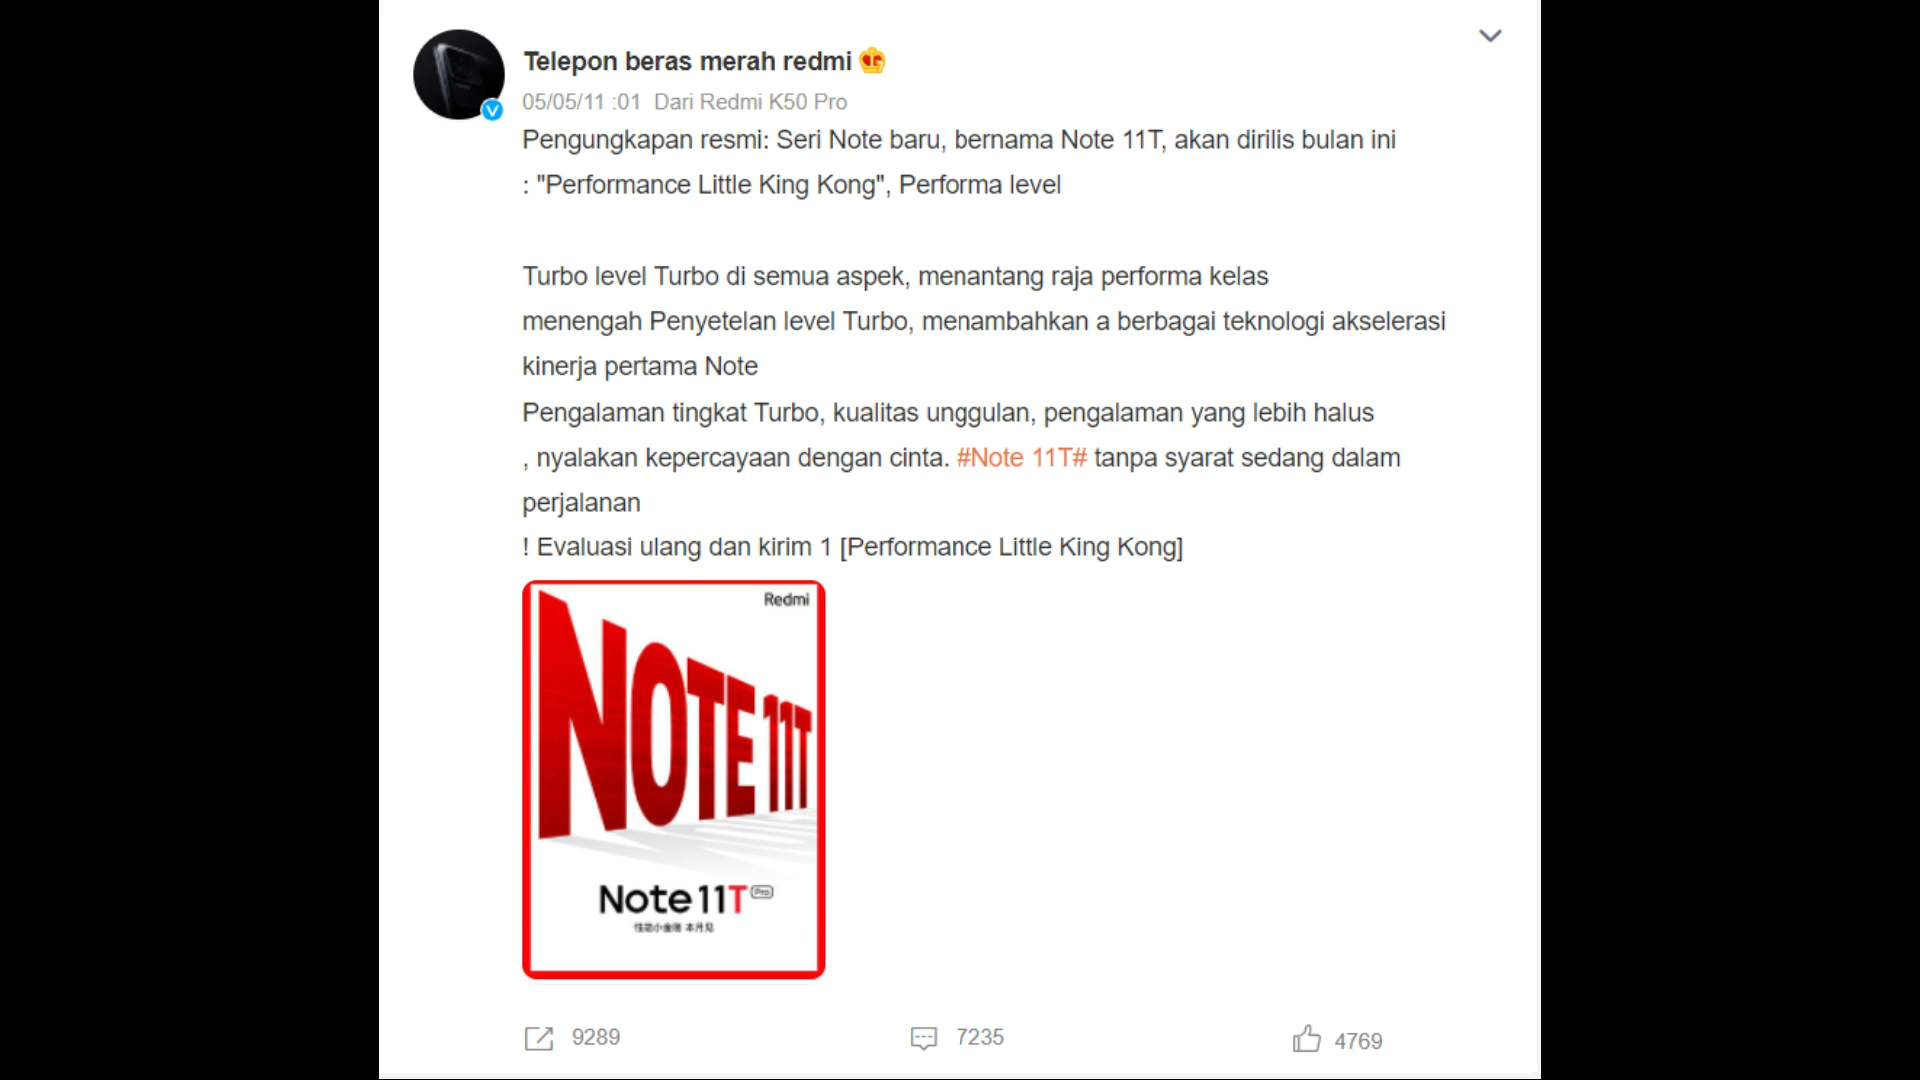 Telepon beras merah redmi
05/05/11 :01 Dari Redmi K50 Pro
Pengungkapan resmi: Seri Note baru, bernama Note 11T, akan dirilis bulan ini
: "Performance Little King Kong", Performa level
Turbo level Turbo di semua aspek, menantang raja performa kelas
menengah Penyetelan level Turbo, menambahkan a berbagai teknologi akselerasi
kinerja pertama Note
Pengalaman tingkat Turbo, kualitas unggulan, pengalaman yang lebih halus
, nyalakan kepercayaan dengan cinta. #Note 11T# tanpa syarat sedang dalam
perjalanan
! Evaluasi ulang dan kirim 1 [Performance Little King Kong]
Redmi
NOTE 11T
Note 11T Pro
性能小金刚 本月见
9289
7235
4769